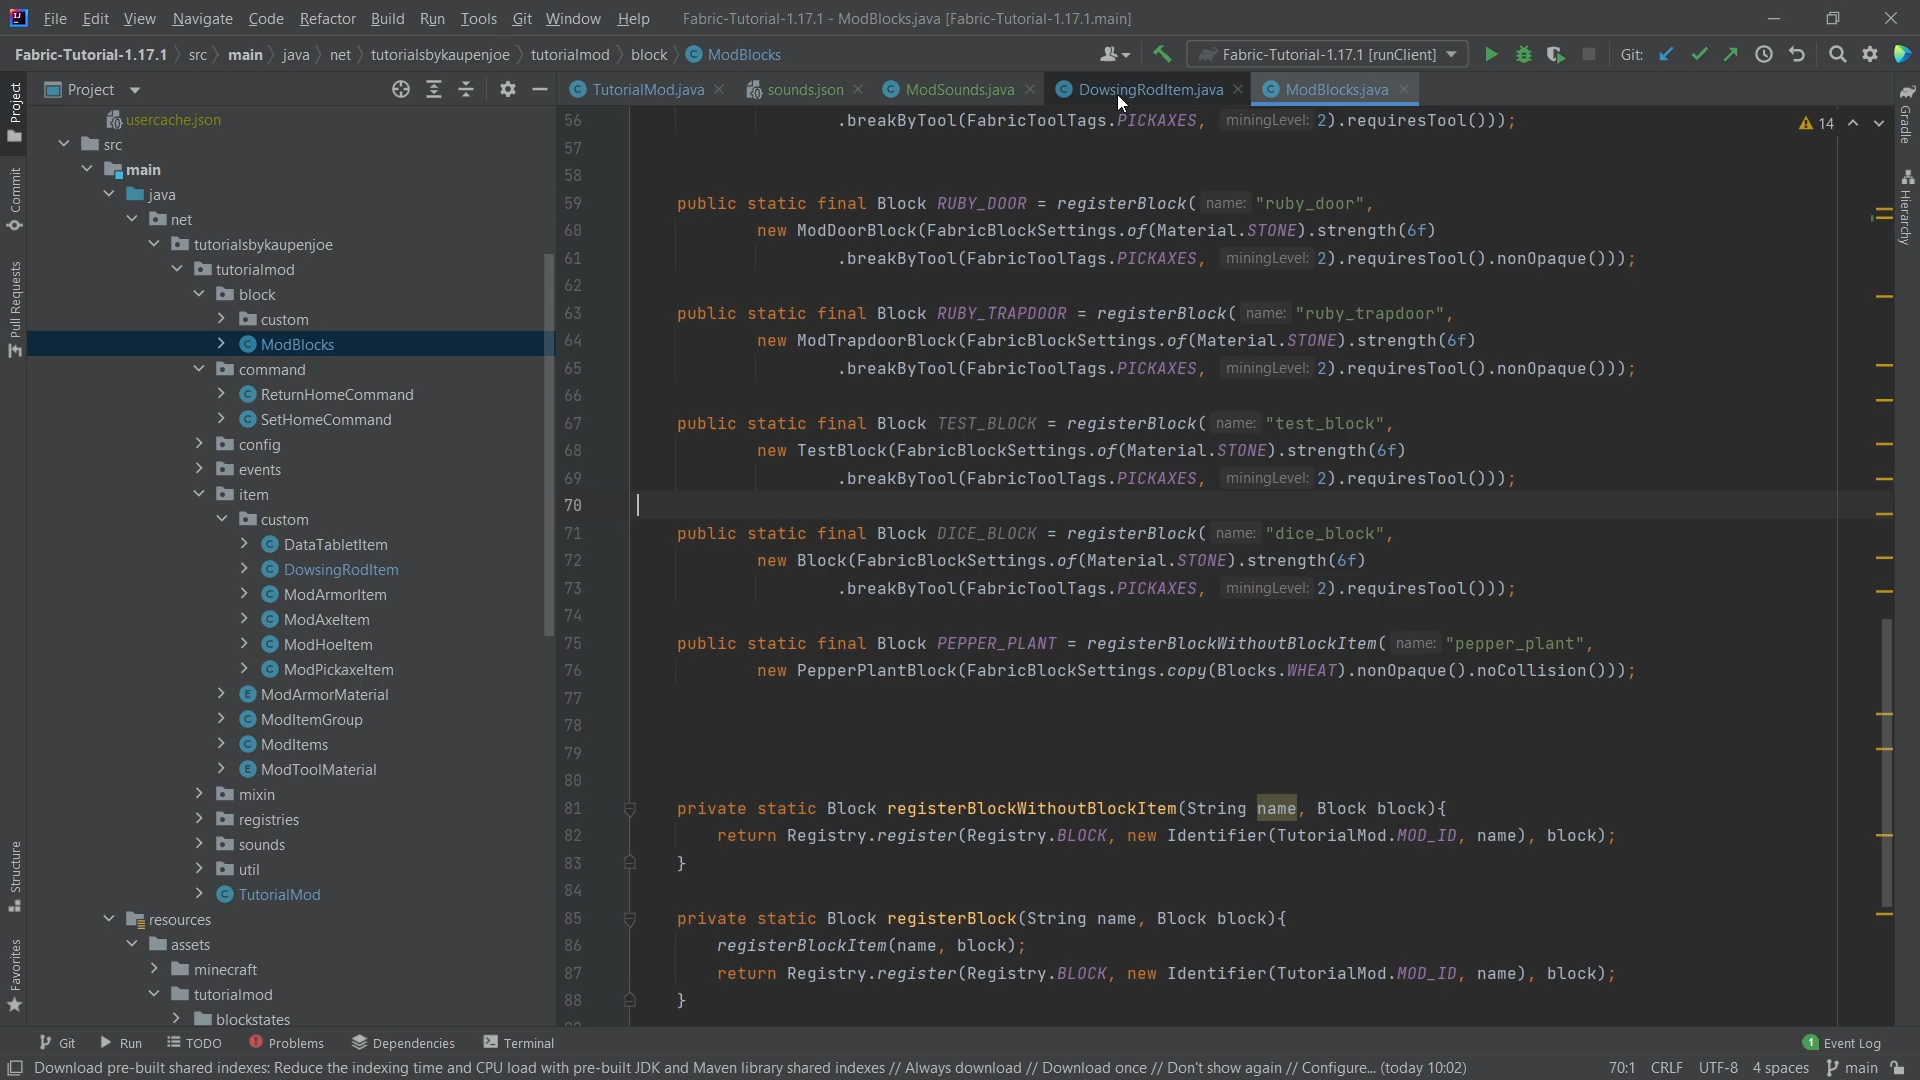 File Edit View Navigate Code Refactor Build Run Tools Git Window Help Fabric-Tutorial-1.17.1 - ModBlocks.java [Fabric-Tutorial-1.17.1.main]
Fabric-Tutorial-1.17.1 src main java net tutorialsbykaupenjoe tutorialmod block ModBlocks Fabric-Tutorial-1.17.1 [runClient] Git:
Project TutorialMod.java sounds.json ModSounds.java DowsingRodItem.java ModBlocks.java
Project
Commit
Pull Requests
Structure
Favorites
usercache.json
src
main
java
net
tutorialsbykaupenjoe
tutorialmod
block
custom
ModBlocks
command
ReturnHomeCommand
SetHomeCommand
config
events
item
custom
DataTabletItem
DowsingRodItem
ModArmorItem
ModAxeItem
ModHoeItem
ModPickaxeItem
ModArmorMaterial
ModItemGroup
ModItems
ModToolMaterial
mixin
registries
sounds
util
TutorialMod
resources
assets
minecraft
tutorialmod
blockstates
56 .breakByTool(FabricToolTags.PICKAXES, miningLevel: 2).requiresTool()));
57
58
59 public static final Block RUBY_DOOR = registerBlock( name: "ruby_door",
60 new ModDoorBlock(FabricBlockSettings.of(Material.STONE).strength(6f)
61 .breakByTool(FabricToolTags.PICKAXES, miningLevel: 2).requiresTool().nonOpaque()));
62
63 public static final Block RUBY_TRAPDOOR = registerBlock( name: "ruby_trapdoor",
64 new ModTrapdoorBlock(FabricBlockSettings.of(Material.STONE).strength(6f)
65 .breakByTool(FabricToolTags.PICKAXES, miningLevel: 2).requiresTool().nonOpaque()));
66
67 public static final Block TEST_BLOCK = registerBlock( name: "test_block",
68 new TestBlock(FabricBlockSettings.of(Material.STONE).strength(6f)
69 .breakByTool(FabricToolTags.PICKAXES, miningLevel: 2).requiresTool()));
70
71 public static final Block DICE_BLOCK = registerBlock( name: "dice_block",
72 new Block(FabricBlockSettings.of(Material.STONE).strength(6f)
73 .breakByTool(FabricToolTags.PICKAXES, miningLevel: 2).requiresTool()));
74
75 public static final Block PEPPER_PLANT = registerBlockWithoutBlockItem( name: "pepper_plant",
76 new PepperPlantBlock(FabricBlockSettings.copy(Blocks.WHEAT).nonOpaque().noCollision()));
77
78
79
80
81 private static Block registerBlockWithoutBlockItem(String name, Block block){
82 return Registry.register(Registry.BLOCK, new Identifier(TutorialMod.MOD_ID, name), block);
83 }
84
85 private static Block registerBlock(String name, Block block){
86 registerBlockItem(name, block);
87 return Registry.register(Registry.BLOCK, new Identifier(TutorialMod.MOD_ID, name), block);
88 }
14
Gradle
Hierarchy
Git Run TODO Problems Dependencies Terminal 1 Event Log
Download pre-built shared indexes: Reduce the indexing time and CPU load with pre-built JDK and Maven library shared indexes // Always download // Download once // Don't show again // Configure... (today 10:02) 70:1 CRLF UTF-8 4 spaces main